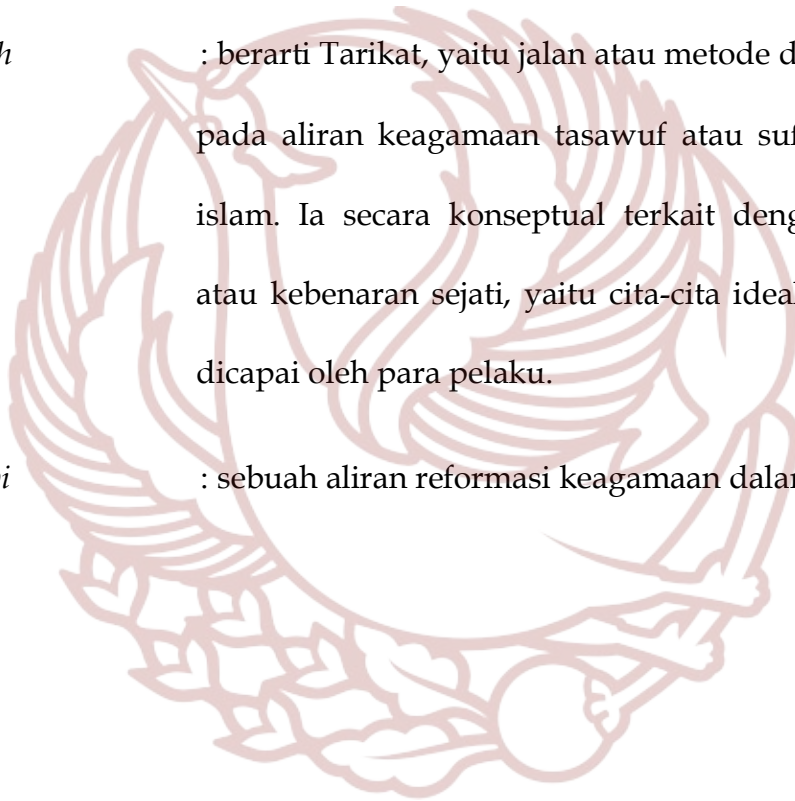 h : berarti Tarikat, yaitu jalan atau metode d
pada aliran keagamaan tasawuf atau suf
islam. Ia secara konseptual terkait deng
atau kebenaran sejati, yaitu cita-cita ideal
dicapai oleh para pelaku.
i : sebuah aliran reformasi keagamaan dalam